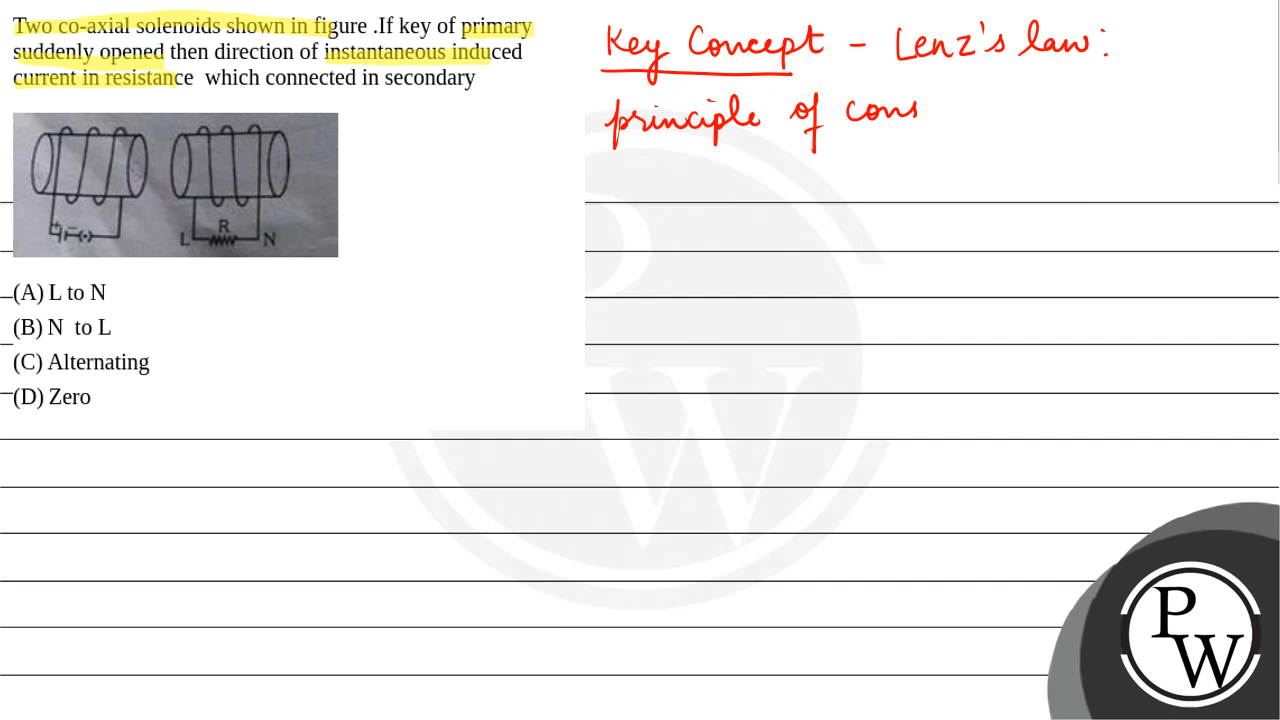 Two co-axial solenoids shown in figure .If key of primary
suddenly opened then direction of instantaneous induced
current in resistance which connected in secondary
R
L
N
(A) L to N
(B) N to L
(C) Alternating
(D) Zero
Key Concept - Lenz's law:
principle of cons
PW